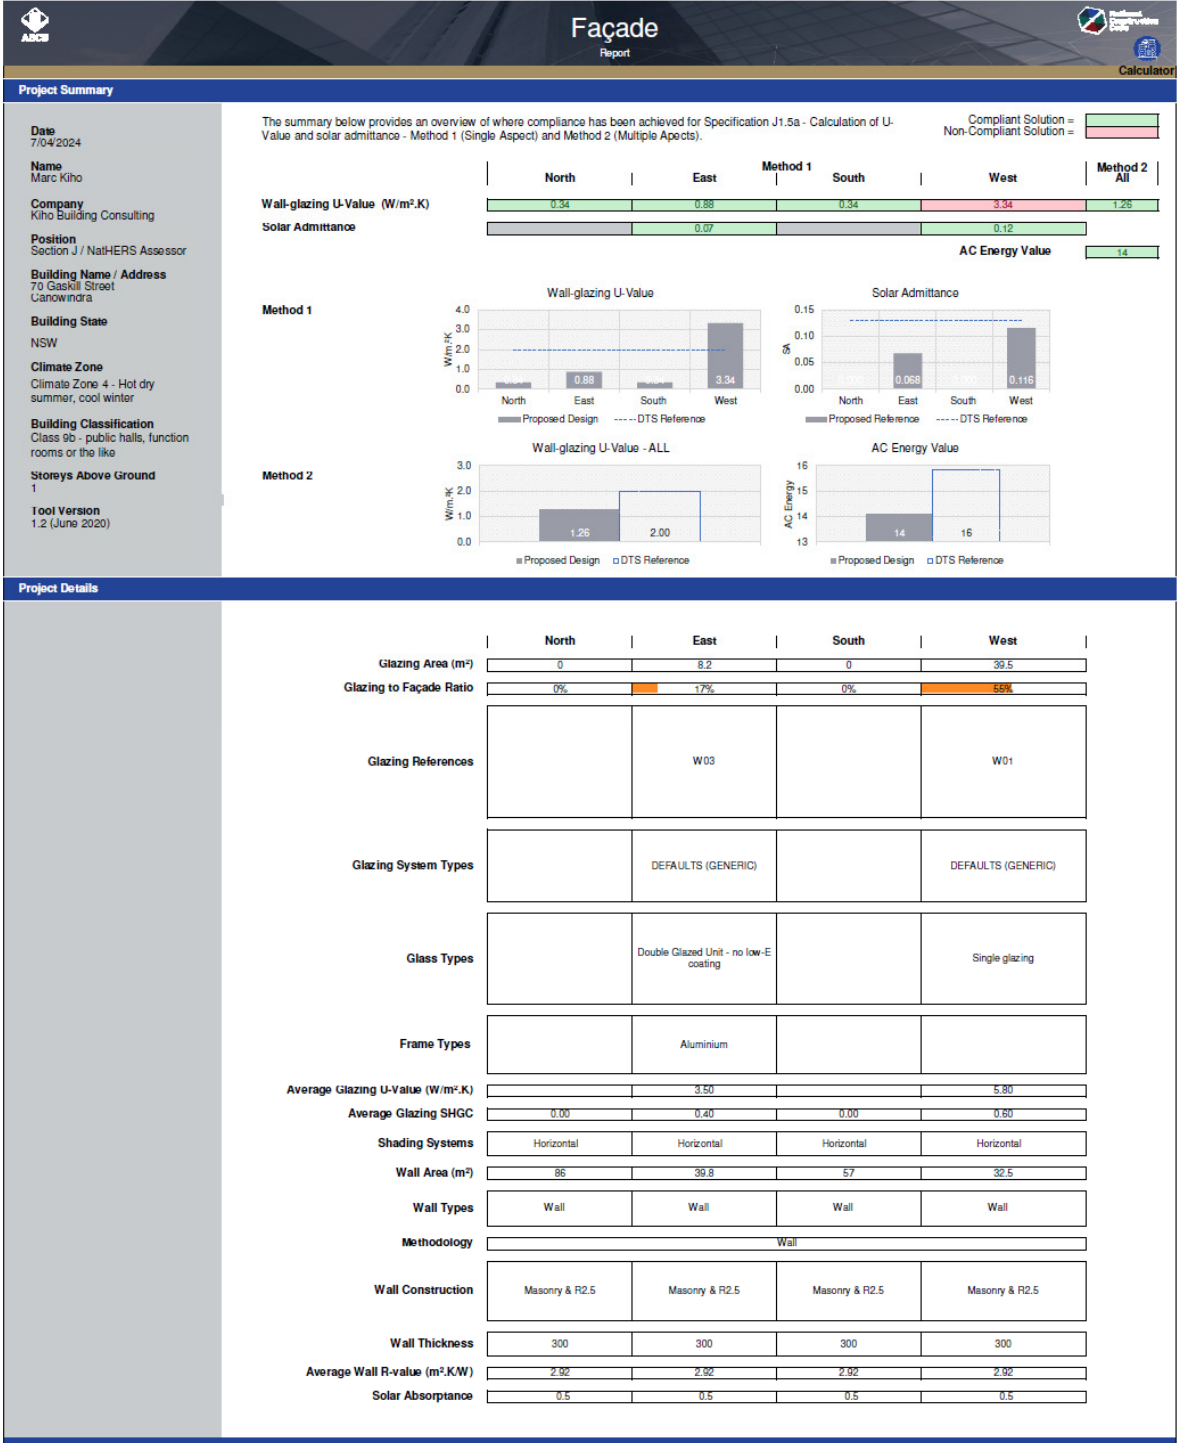 ABCB
Façade
Report
National
Construction
Code
Calculator
Project Summary
Date
7/04/2024
Name
Marc Kiho
Company
Kiho Building Consulting
Position
Section J / NatHERS Assessor
Building Name / Address
70 Gaskill Street
Canowindra
Building State
NSW
Climate Zone
Climate Zone 4 - Hot dry
summer, cool winter
Building Classification
Class 9b - public halls, function
rooms or the like
Storeys Above Ground
1
Tool Version
1.2 (June 2020)
The summary below provides an overview of where compliance has been achieved for Specification J1.5a - Calculation of U-
Value and solar admittance - Method 1 (Single Aspect) and Method 2 (Multiple Apects).
Compliant Solution =
Non-Compliant Solution =
Method 1
Method 2
North East South West All
Wall-glazing U-Value (W/m².K) 0.34 0.88 0.34 3.34 1.26
Solar Admittance 0.07 0.12
AC Energy Value 14
Method 1
Wall-glazing U-Value
W/m.²K
4.0
3.0
2.0
1.0
0.0
0.88 3.34
North East South West
Proposed Design DTS Reference
Solar Admittance
SA
0.15
0.10
0.05
0.00
0.068 0.116
North East South West
Proposed Reference DTS Reference
Method 2
Wall-glazing U-Value - ALL
W/m.²K
3.0
2.0
1.0
0.0
1.26 2.00
Proposed Design DTS Reference
AC Energy Value
AC Energy
16
15
14
13
14 16
Proposed Design DTS Reference
Project Details
North East South West
Glazing Area (m²) 0 8.2 0 39.5
Glazing to Façade Ratio 0% 17% 0% 55%
Glazing References W03 W01
Glazing System Types DEFAULTS (GENERIC) DEFAULTS (GENERIC)
Glass Types Double Glazed Unit - no low-E
coating Single glazing
Frame Types Aluminium
Average Glazing U-Value (W/m².K) 3.50 5.80
Average Glazing SHGC 0.00 0.40 0.00 0.60
Shading Systems Horizontal Horizontal Horizontal Horizontal
Wall Area (m²) 86 39.8 57 32.5
Wall Types Wall Wall Wall Wall
Methodology Wall
Wall Construction Masonry & R2.5 Masonry & R2.5 Masonry & R2.5 Masonry & R2.5
Wall Thickness 300 300 300 300
Average Wall R-value (m².K/W) 2.92 2.92 2.92 2.92
Solar Absorptance 0.5 0.5 0.5 0.5